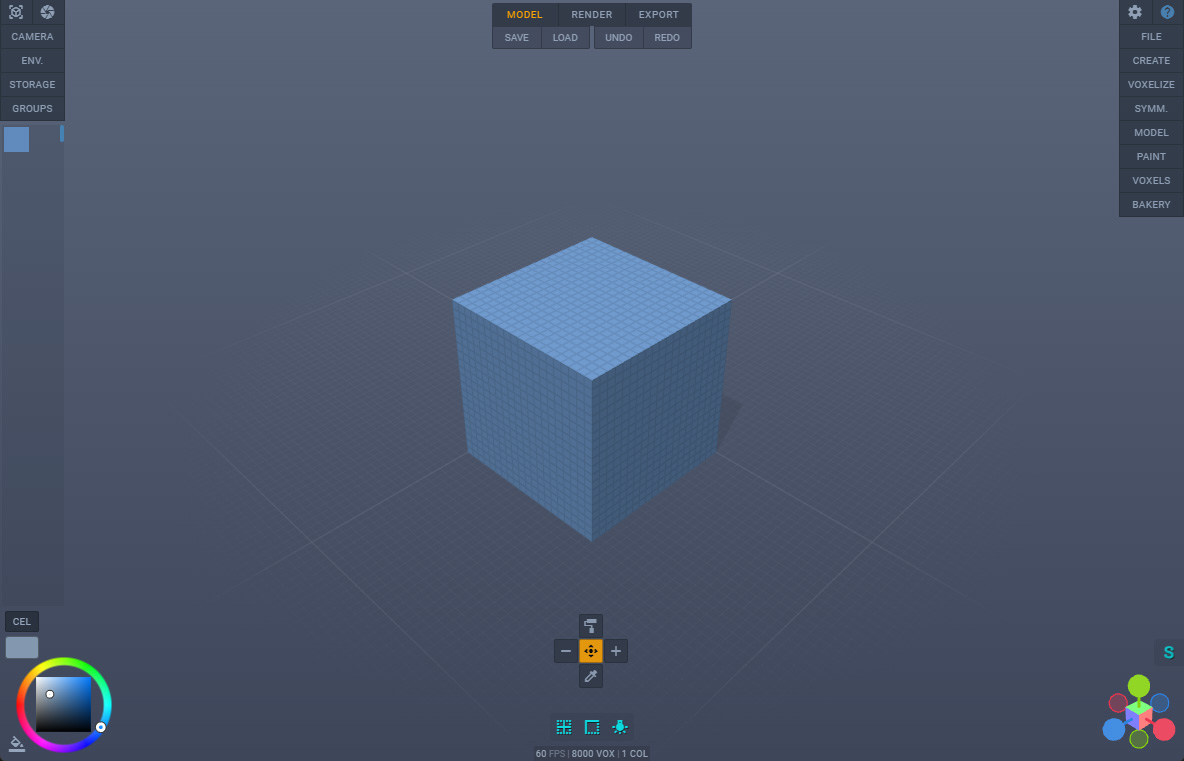 MODEL RENDER EXPORT
SAVE LOAD UNDO REDO
CAMERA
ENV.
STORAGE
GROUPS
?
FILE
CREATE
VOXELIZE
SYMM.
MODEL
PAINT
VOXELS
BAKERY
CEL
S
60 FPS | 8000 VOX | 1 COL